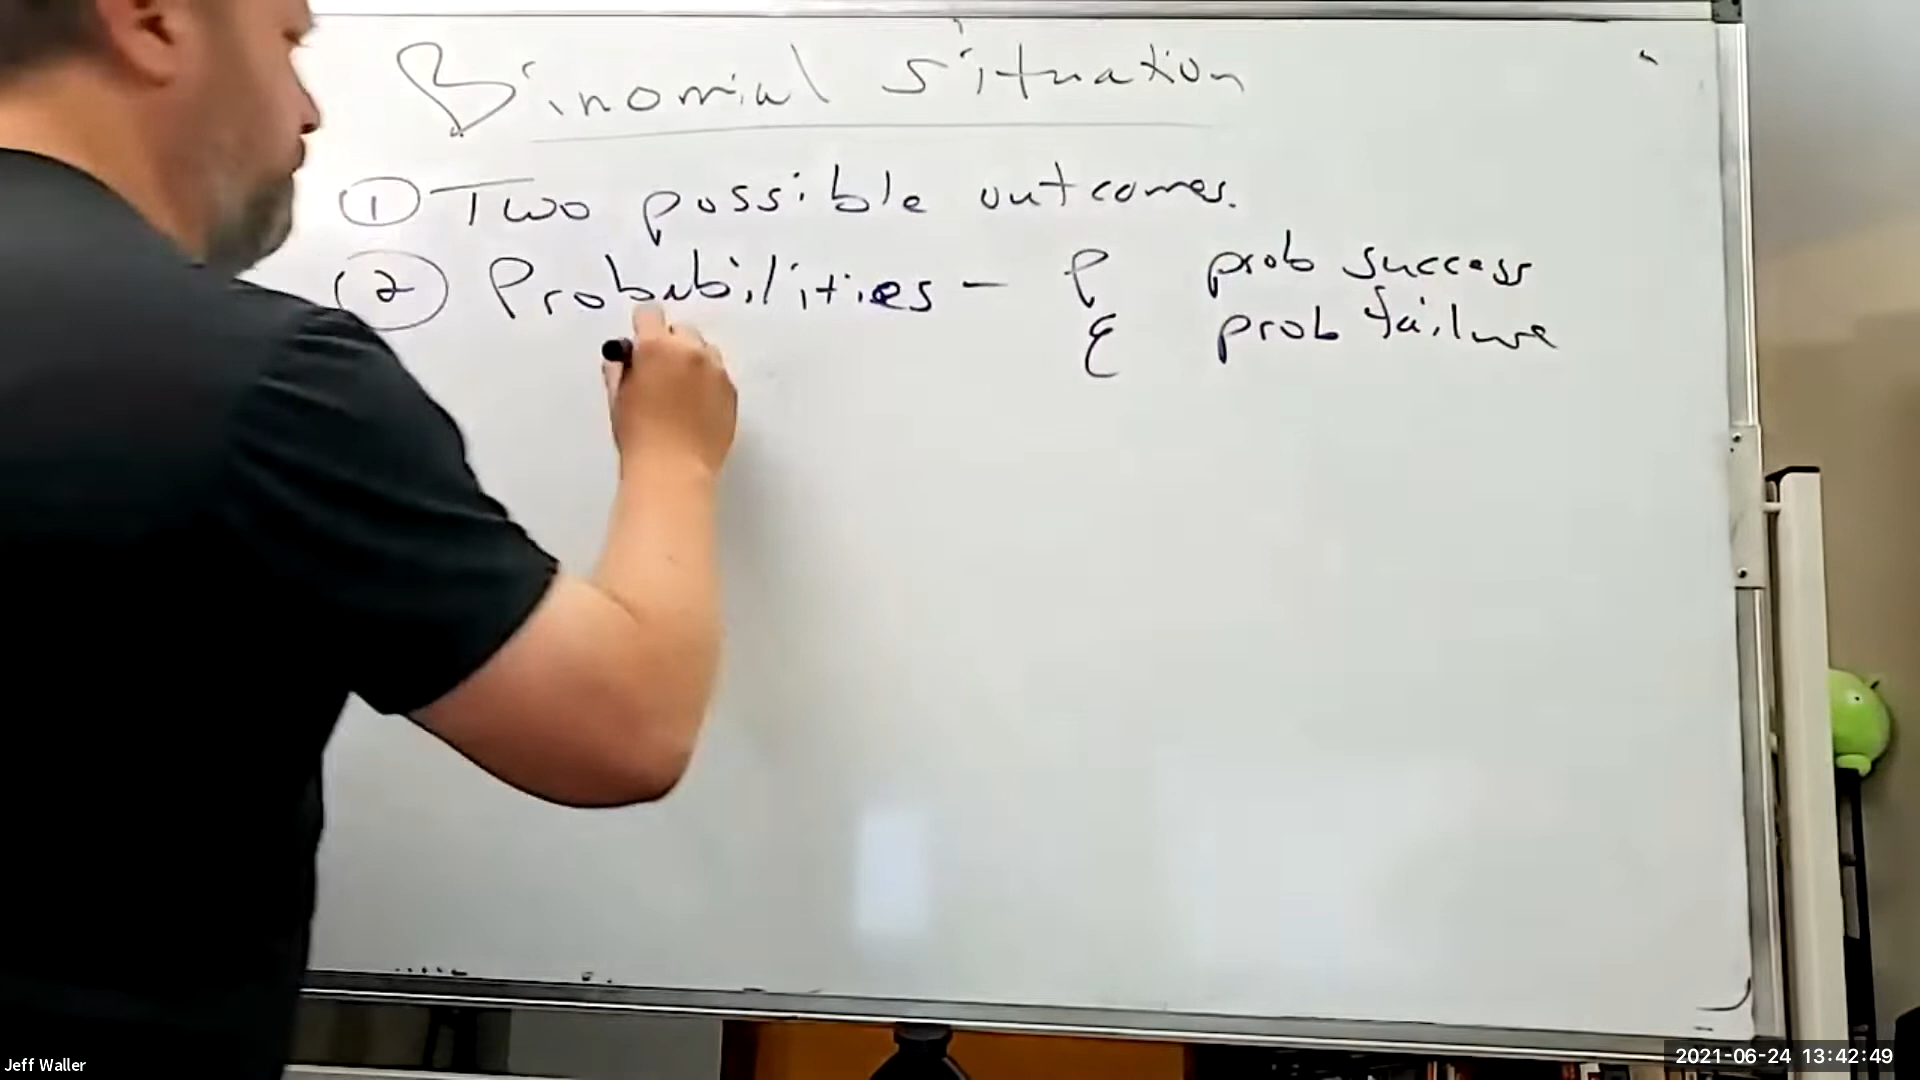 Binomial situation
① Two possible outcomes.
② Probabilities - p prob success
ε prob failure
Jeff Waller
2021-06-24 13:42:49